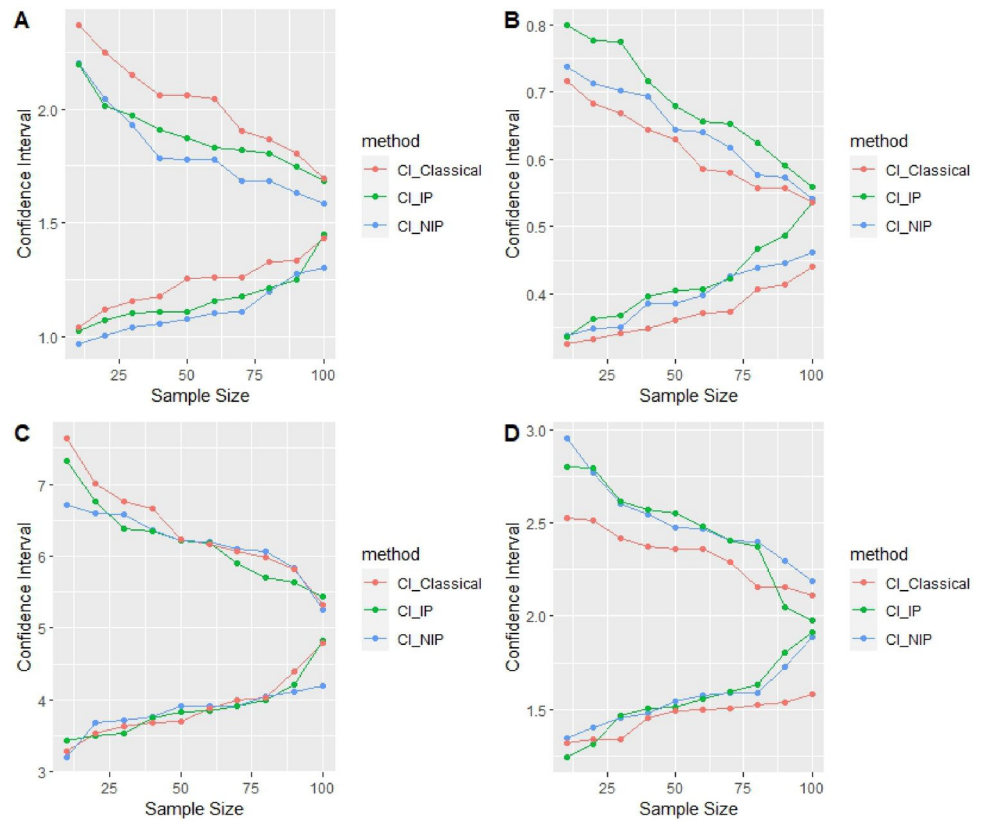 A
Confidence Interval
2.0
1.5
1.0
25 50 75 100
Sample Size
method
CI_Classical
CI_IP
CI_NIP
B
Confidence Interval
0.8
0.7
0.6
0.5
0.4
25 50 75 100
Sample Size
method
CI_Classical
CI_IP
CI_NIP
C
Confidence Interval
7
6
5
4
3
25 50 75 100
Sample Size
method
CI_Classical
CI_IP
CI_NIP
D
Confidence Interval
3.0
2.5
2.0
1.5
25 50 75 100
Sample Size
method
CI_Classical
CI_IP
CI_NIP